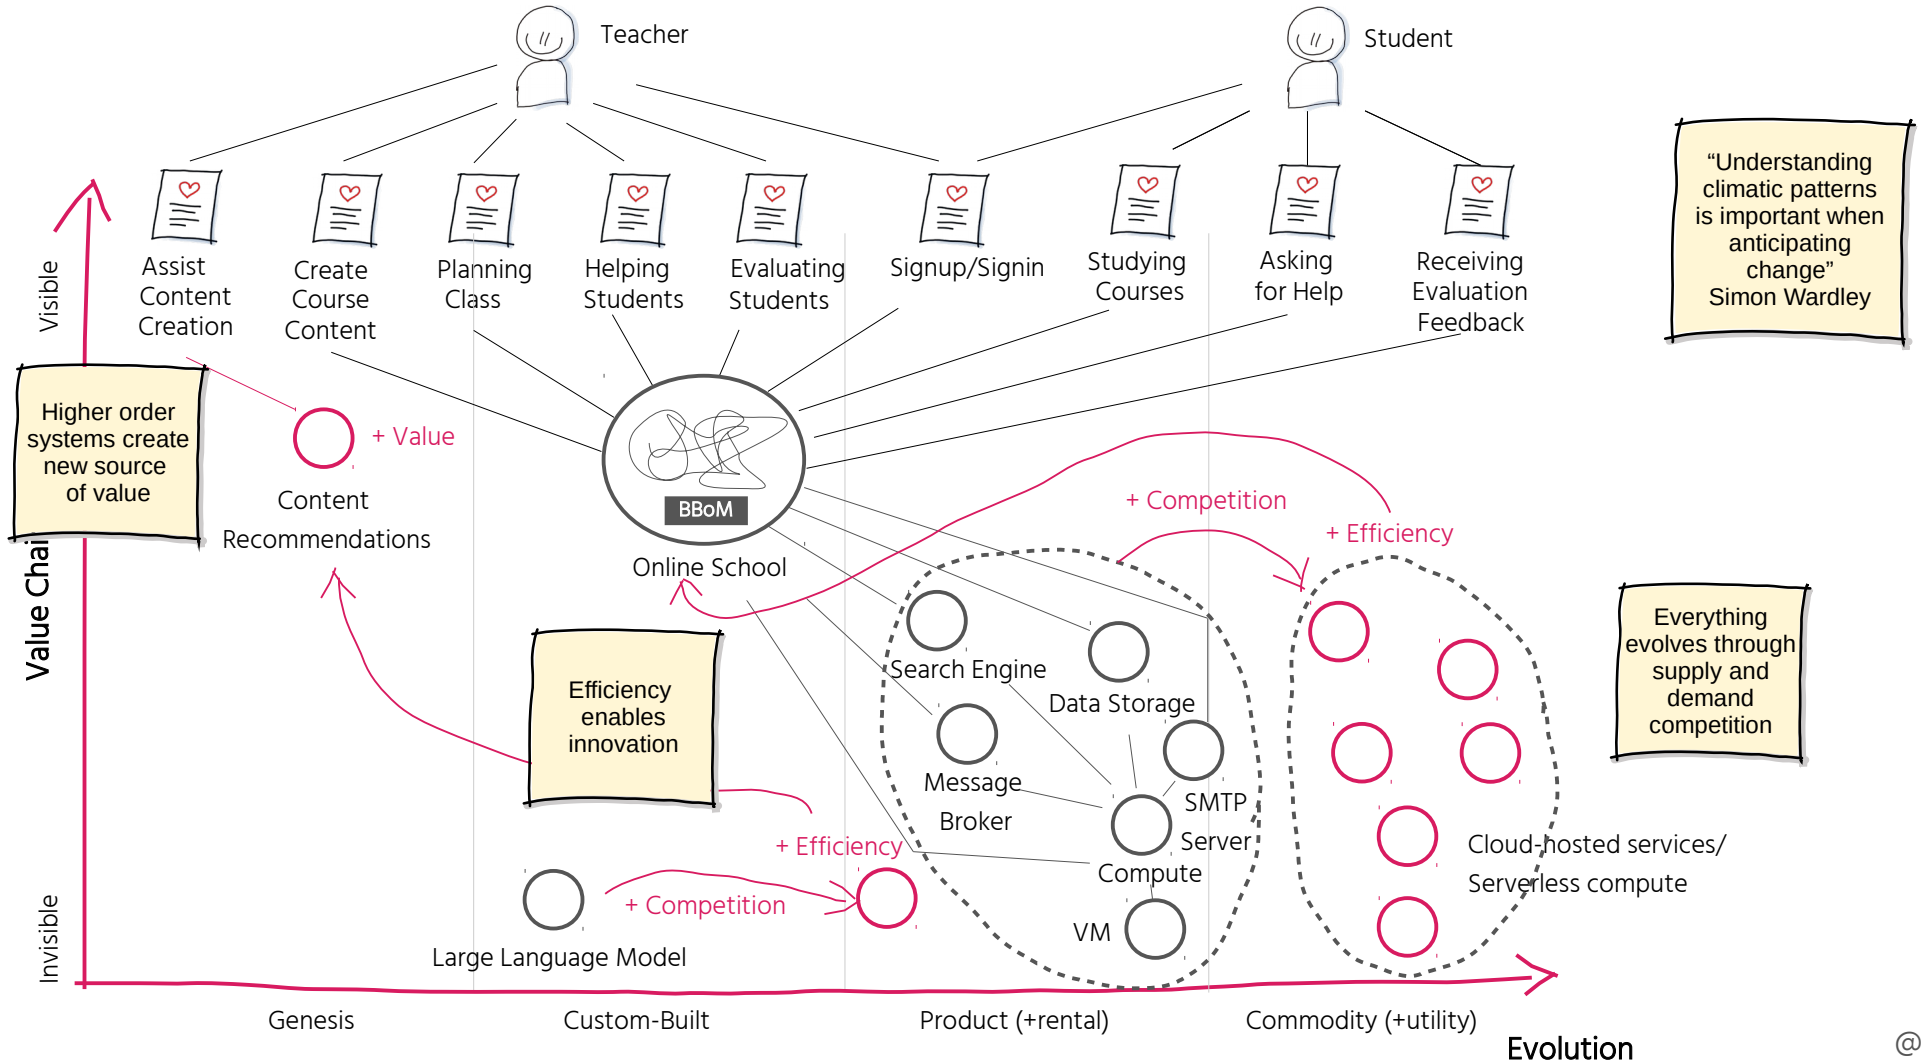 Teacher
Student
“Understanding
climatic patterns
is important when
anticipating
change”
Simon Wardley
Visible
Assist
Content
Creation
Create
Course
Content
Planning
Class
Helping
Students
Evaluating
Students
Signup/Signin
Studying
Courses
Asking
for Help
Receiving
Evaluation
Feedback
Higher order
systems create
new source
of value
+ Value
Content
Recommendations
BBoM
Online School
+ Competition
+ Efficiency
Value Chai
Everything
evolves through
supply and
demand
competition
Efficiency
enables
innovation
Search Engine
Data Storage
Message
Broker
SMTP
Server
Compute
VM
Cloud-hosted services/
Serverless compute
+ Efficiency
+ Competition
Large Language Model
Invisible
Genesis
Custom-Built
Product (+rental)
Commodity (+utility)
Evolution
@